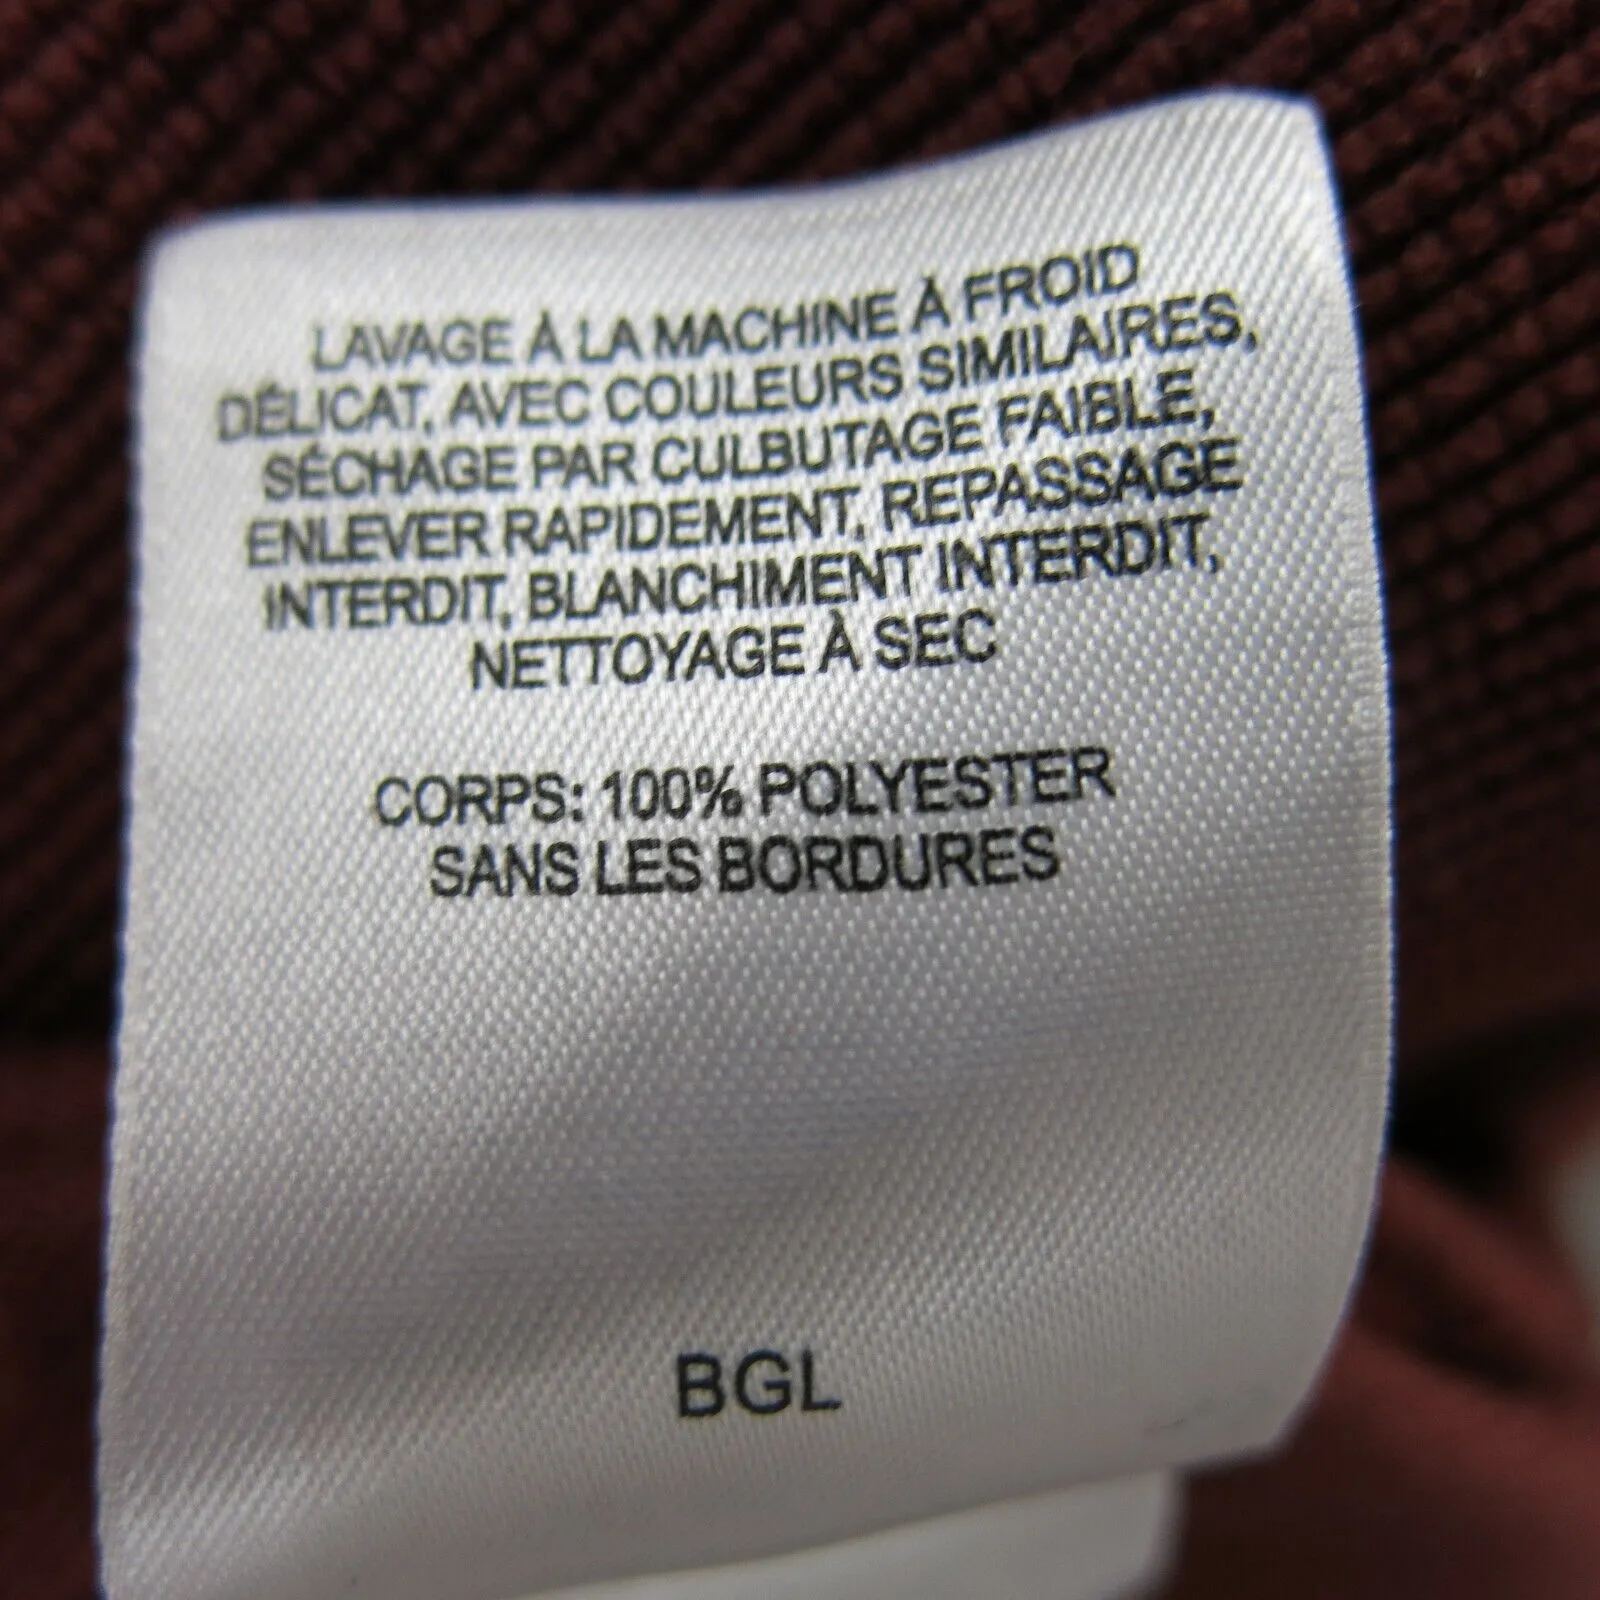 LAVAGE À LA MACHINE À FROID
DÉLICAT, AVEC COULEURS SIMILAIRES,
SÉCHAGE PAR CULBUTAGE FAIBLE,
ENLEVER RAPIDEMENT, REPASSAGE
INTERDIT, BLANCHIMENT INTERDIT,
NETTOYAGE À SEC
CORPS: 100% POLYESTER
SANS LES BORDURES
BGL